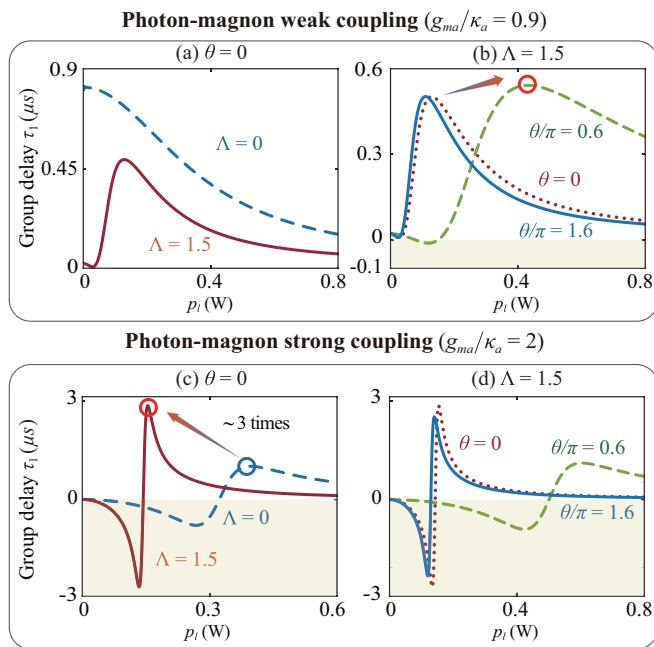 Photon-magnon weak coupling (g_ma/κ_a = 0.9)
(a) θ = 0
(b) Λ = 1.5
Group delay τ₁ (μs)
0.9
0.45
0
Λ = 0
Λ = 1.5
0
0.4
0.8
p_l (W)
0.6
0.3
0
-0.1
θ/π = 0.6
θ = 0
θ/π = 1.6
0
0.4
0.8
p_l (W)
Photon-magnon strong coupling (g_ma/κ_a = 2)
(c) θ = 0
(d) Λ = 1.5
Group delay τ₁ (μs)
3
0
-3
~3 times
Λ = 0
Λ = 1.5
0
0.3
0.6
p_l (W)
3
0
-3
θ = 0
θ/π = 0.6
θ/π = 1.6
0
0.4
0.8
p_l (W)